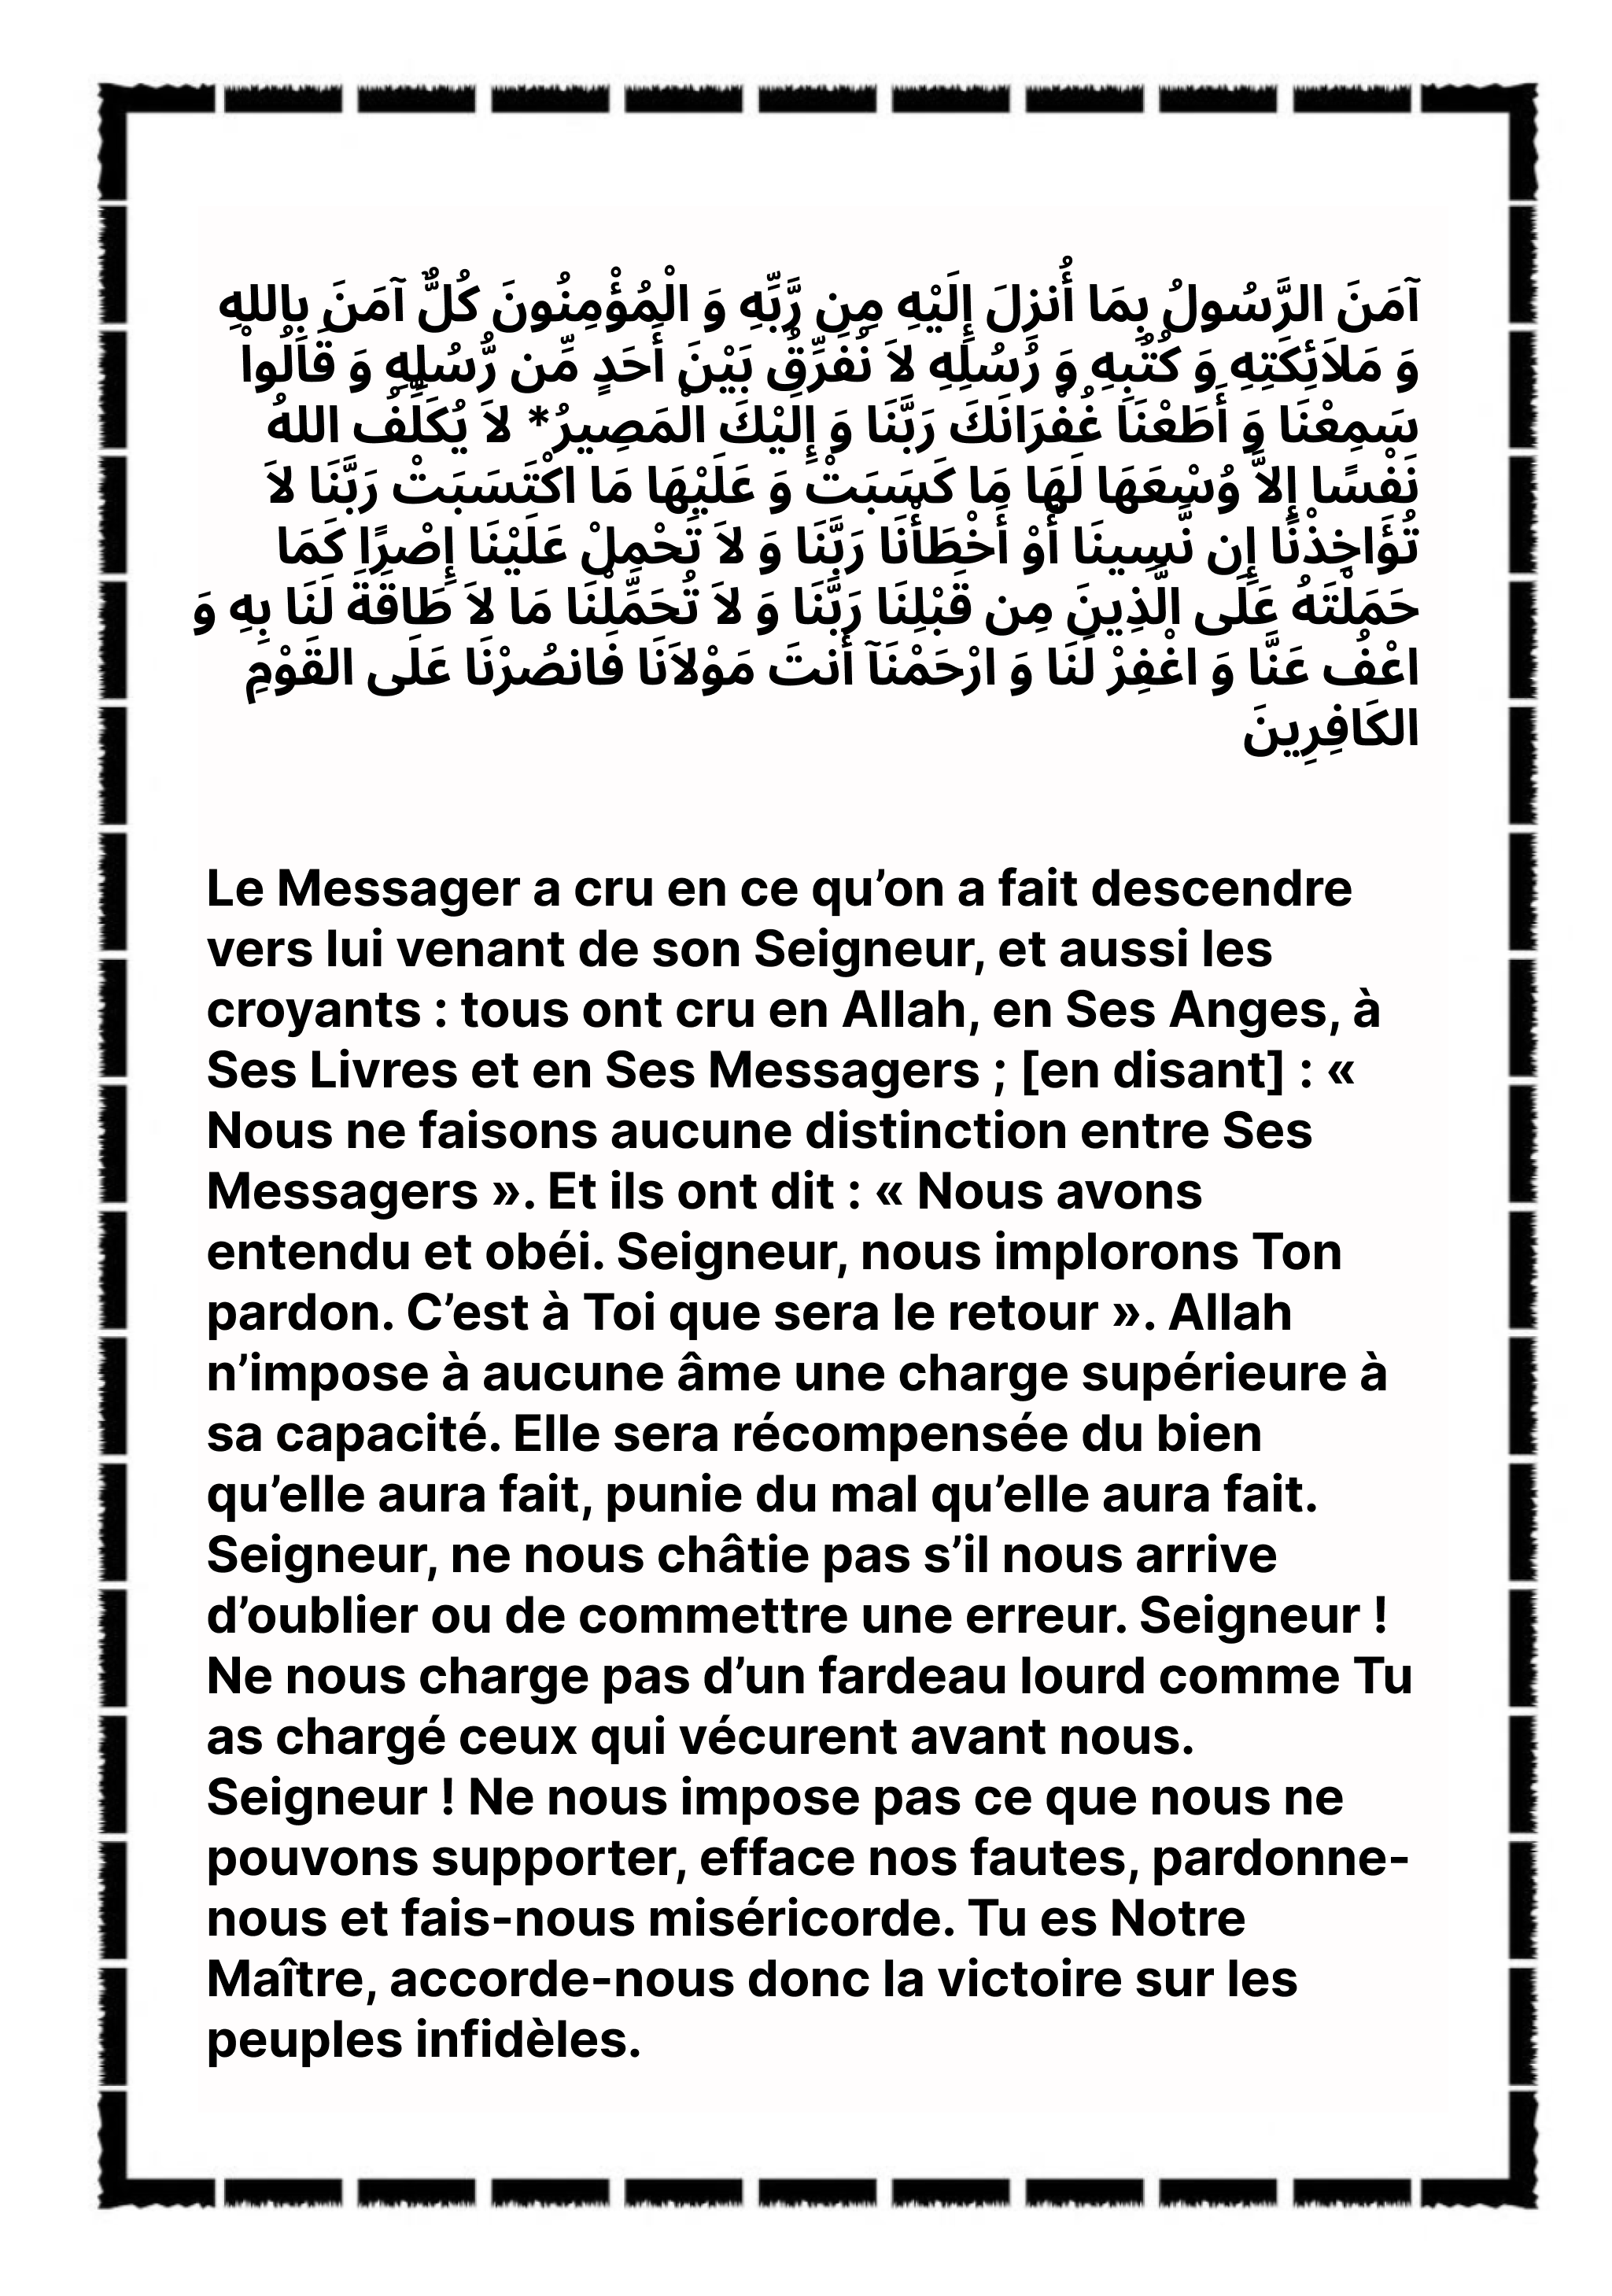 آمَنَ الرَّسُولُ بِمَا أُنزِلَ إِلَيْهِ مِن رَّبِّهِ وَ الْمُؤْمِنُونَ كُلٌّ آمَنَ بِاللهِ
وَ مَلاَئِكَتِهِ وَ كُتُبِهِ وَ رُسُلِهِ لاَ نُفَرِّقُ بَيْنَ أَحَدٍ مِّن رُّسُلِهِ وَ قَالُواْ
سَمِعْنَا وَ أَطَعْنَا غُفْرَانَكَ رَبَّنَا وَ إِلَيْكَ الْمَصِيرُ* لاَ يُكَلِّفُ اللهُ
نَفْسًا إِلاَّ وُسْعَهَا لَهَا مَا كَسَبَتْ وَ عَلَيْهَا مَا اكْتَسَبَتْ رَبَّنَا لاَ
تُؤَاخِذْنَا إِن نَّسِينَا أَوْ أَخْطَأْنَا رَبَّنَا وَ لاَ تَحْمِلْ عَلَيْنَا إِصْرًا كَمَا
حَمَلْتَهُ عَلَى الَّذِينَ مِن قَبْلِنَا رَبَّنَا وَ لاَ تُحَمِّلْنَا مَا لاَ طَاقَةَ لَنَا بِهِ وَ
اعْفُ عَنَّا وَ اغْفِرْ لَنَا وَ ارْحَمْنَآ أَنتَ مَوْلاَنَا فَانصُرْنَا عَلَى القَوْمِ
الكَافِرِينَ
Le Messager a cru en ce qu’on a fait descendre
vers lui venant de son Seigneur, et aussi les
croyants : tous ont cru en Allah, en Ses Anges, à
Ses Livres et en Ses Messagers ; [en disant] : «
Nous ne faisons aucune distinction entre Ses
Messagers ». Et ils ont dit : « Nous avons
entendu et obéi. Seigneur, nous implorons Ton
pardon. C’est à Toi que sera le retour ». Allah
n’impose à aucune âme une charge supérieure à
sa capacité. Elle sera récompensée du bien
qu’elle aura fait, punie du mal qu’elle aura fait.
Seigneur, ne nous châtie pas s’il nous arrive
d’oublier ou de commettre une erreur. Seigneur !
Ne nous charge pas d’un fardeau lourd comme Tu
as chargé ceux qui vécurent avant nous.
Seigneur ! Ne nous impose pas ce que nous ne
pouvons supporter, efface nos fautes, pardonne-
nous et fais-nous miséricorde. Tu es Notre
Maître, accorde-nous donc la victoire sur les
peuples infidèles.